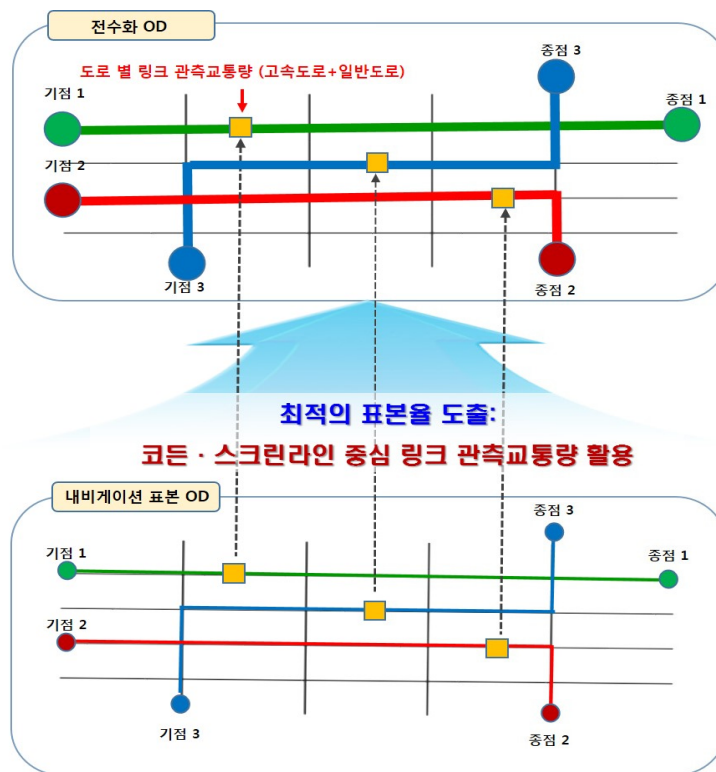 전수화 OD
종점 3
도로 별 링크 관측교통량 (고속도로+일반도로)
기점 1
종점 1
기점 2
기점 3
종점 2
최적의 표본율 도출:
코든 · 스크린라인 중심 링크 관측교통량 활용
내비게이션 표본 OD
종점 3
기점 1
종점 1
기점 2
기점 3
종점 2